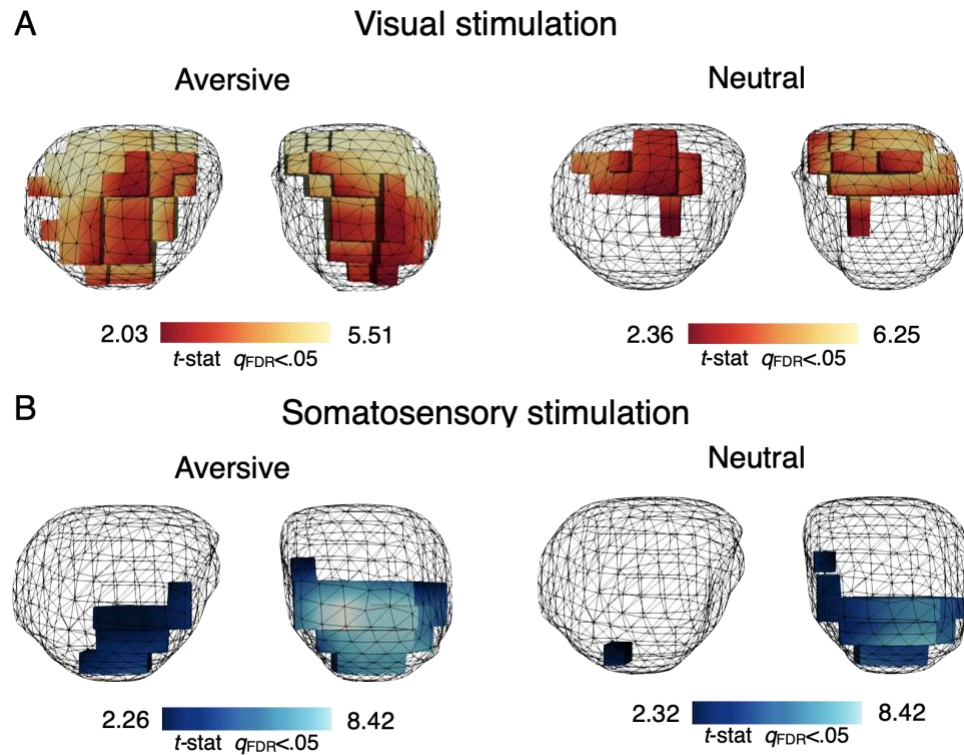 A
Visual stimulation
Aversive
Neutral
2.03
5.51
t-stat qFDR<.05
2.36
6.25
t-stat qFDR<.05
B
Somatosensory stimulation
Aversive
Neutral
2.26
8.42
t-stat qFDR<.05
2.32
8.42
t-stat qFDR<.05